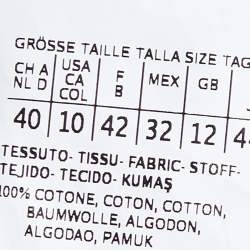 GRÖSSE TAILLE TALLA SIZE TAG
CH A NL D USA CA COL F B MEX GB
40 10 42 32 12
TESSUTO- TISSU- FABRIC- STOFF-
TEJIDO- TECIDO- KUMAŞ
100% COTONE, COTON, COTTON,
BAUMWOLLE, ALGODON,
ALGODAO, PAMUK